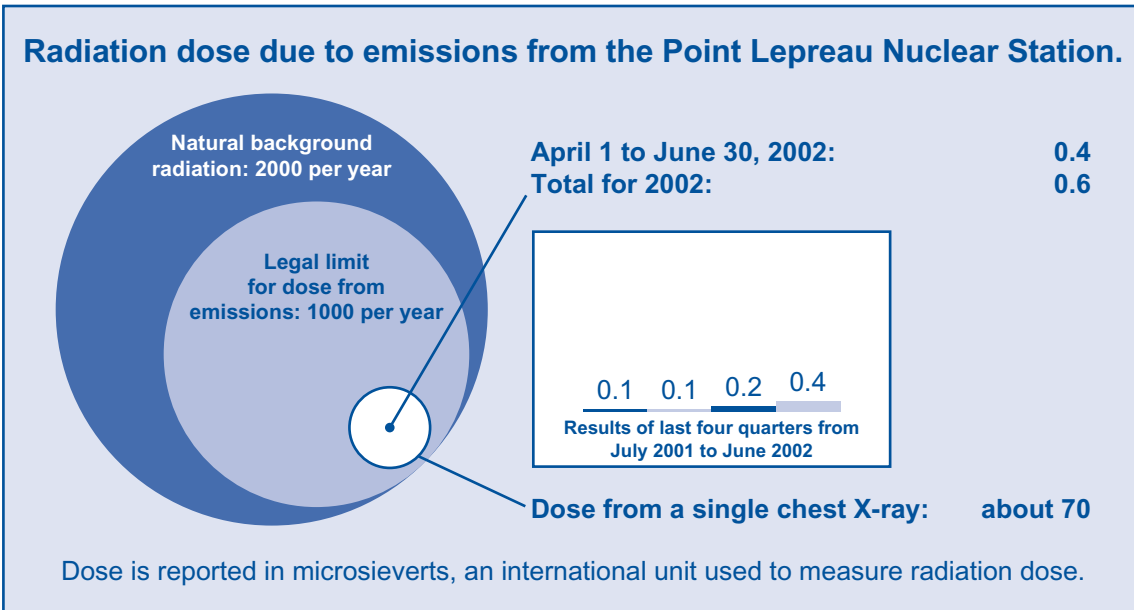 Radiation dose due to emissions from the Point Lepreau Nuclear Station.
Natural background
radiation: 2000 per year
Legal limit
for dose from
emissions: 1000 per year
April 1 to June 30, 2002: 0.4
Total for 2002: 0.6
0.1 0.1 0.2 0.4
Results of last four quarters from
July 2001 to June 2002
Dose from a single chest X-ray: about 70
Dose is reported in microsieverts, an international unit used to measure radiation dose.